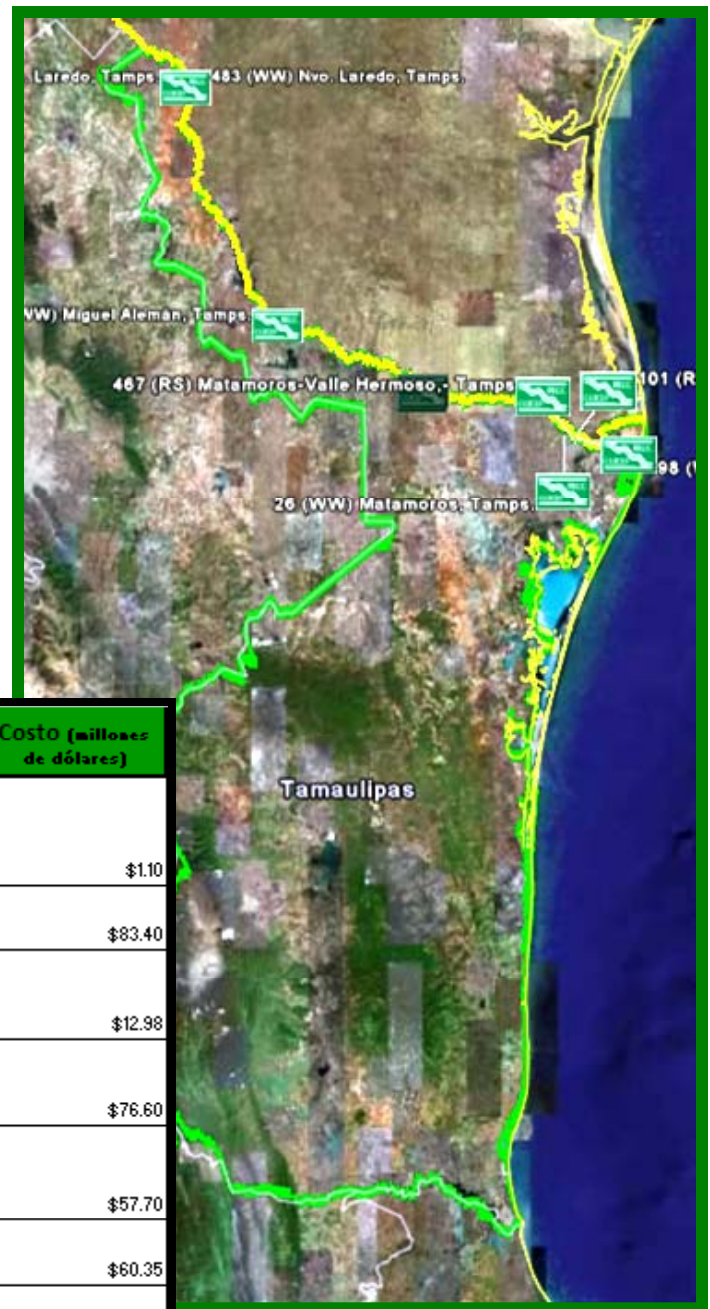 Laredo, Tamps.
483 (WW) Nvo. Laredo, Tamps.
WW) Miguel Alemán, Tamps.
467 (RS) Matamoros-Valle Hermoso,- Tamps
101 (R
98 (
26 (WW) Matamoros, Tamps.
Tamaulipas
Costo (millones
de dólares)
$1.10
$83.40
$12.98
$76.60
$57.70
$60.35